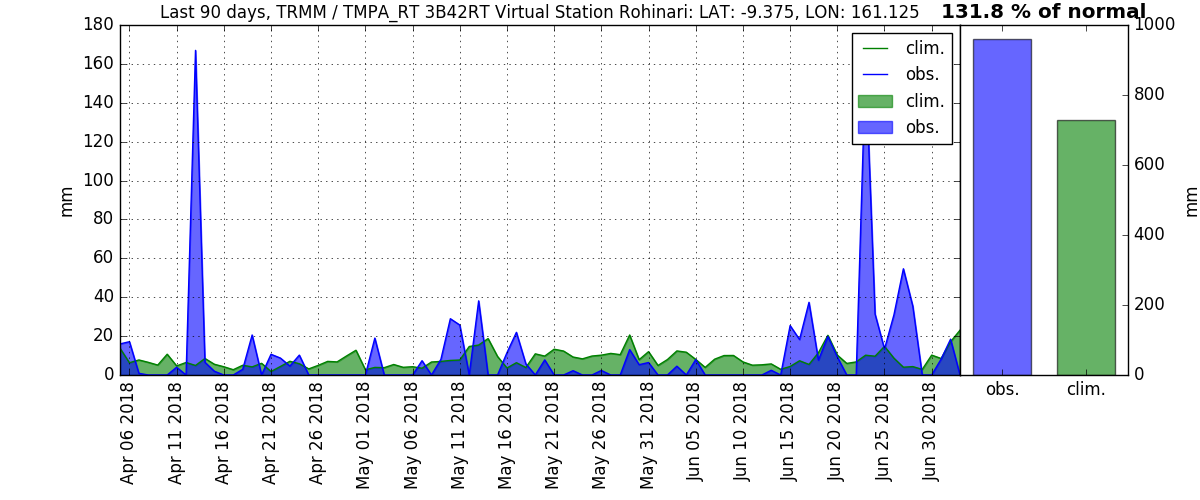 Last 90 days, TRMM / TMPA_RT 3B42RT Virtual Station Rohinari: LAT: -9.375, LON: 161.125
131.8 % of normal
180
160
140
120
100
80
60
40
20
0
mm
clim.
obs.
clim.
obs.
1000
800
600
400
200
0
mm
Apr 06 2018
Apr 11 2018
Apr 16 2018
Apr 21 2018
Apr 26 2018
May 01 2018
May 06 2018
May 11 2018
May 16 2018
May 21 2018
May 26 2018
May 31 2018
Jun 05 2018
Jun 10 2018
Jun 15 2018
Jun 20 2018
Jun 25 2018
Jun 30 2018
obs.
clim.